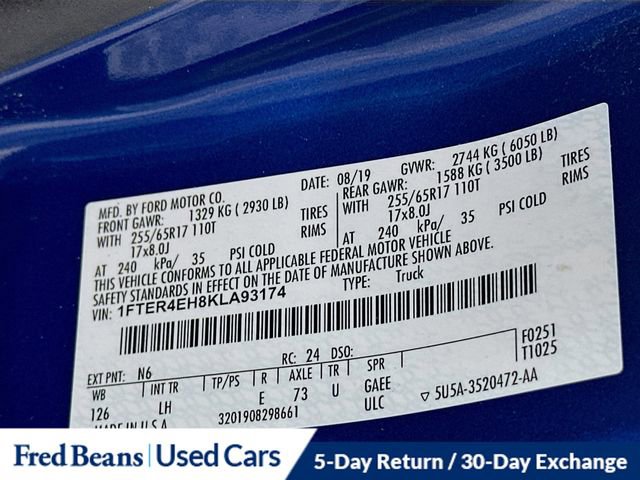 MFD. BY FORD MOTOR CO.
DATE: 08/19 GVWR: 2744 KG ( 6050 LB)
FRONT GAWR: 1329 KG ( 2930 LB)
REAR GAWR: 1588 KG ( 3500 LB)
WITH 255/65R17 110T TIRES
WITH 255/65R17 110T TIRES
17x8.0J RIMS
17x8.0J RIMS
AT 240 kPa/ 35 PSI COLD
AT 240 kPa/ 35 PSI COLD
THIS VEHICLE CONFORMS TO ALL APPLICABLE FEDERAL MOTOR VEHICLE
SAFETY STANDARDS IN EFFECT ON THE DATE OF MANUFACTURE SHOWN ABOVE.
VIN: 1FTER4EH8KLA93174 TYPE: Truck
F0251
T1025
EXT PNT: N6 RC: 24 DSO:
WB INT TR TP/PS R AXLE TR SPR
126 LH E 73 U GAEE
ULC
3201908298661
▽ 5U5A-3520472-AA
MADE IN U.S.A.
Fred Beans | Used Cars
5-Day Return / 30-Day Exchange